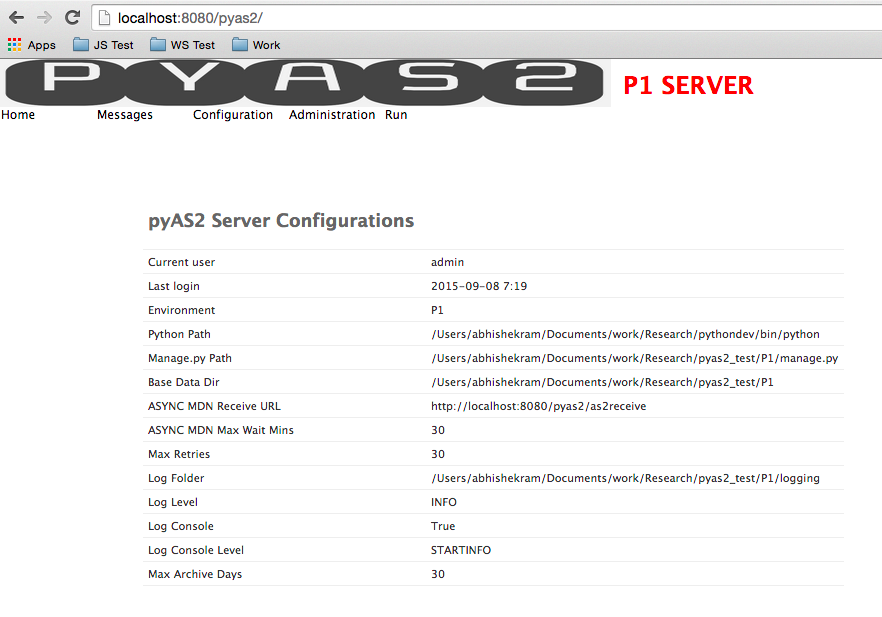 localhost:8080/pyas2/
Apps JS Test WS Test Work
PYAS2 P1 SERVER
Home Messages Configuration Administration Run
pyAS2 Server Configurations
Current user admin
Last login 2015-09-08 7:19
Environment P1
Python Path /Users/abhishekram/Documents/work/Research/pythondev/bin/python
Manage.py Path /Users/abhishekram/Documents/work/Research/pyas2_test/P1/manage.py
Base Data Dir /Users/abhishekram/Documents/work/Research/pyas2_test/P1
ASYNC MDN Receive URL http://localhost:8080/pyas2/as2receive
ASYNC MDN Max Wait Mins 30
Max Retries 30
Log Folder /Users/abhishekram/Documents/work/Research/pyas2_test/P1/logging
Log Level INFO
Log Console True
Log Console Level STARTINFO
Max Archive Days 30